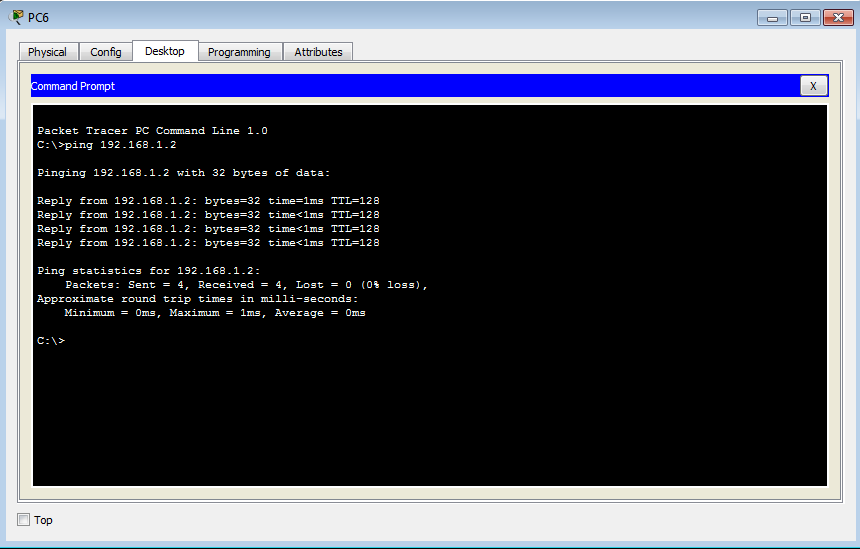 PC6
Physical Config Desktop Programming Attributes
Command Prompt X
Packet Tracer PC Command Line 1.0
C:\>ping 192.168.1.2
Pinging 192.168.1.2 with 32 bytes of data:
Reply from 192.168.1.2: bytes=32 time=1ms TTL=128
Reply from 192.168.1.2: bytes=32 time<1ms TTL=128
Reply from 192.168.1.2: bytes=32 time<1ms TTL=128
Reply from 192.168.1.2: bytes=32 time<1ms TTL=128
Ping statistics for 192.168.1.2:
    Packets: Sent = 4, Received = 4, Lost = 0 (0% loss),
Approximate round trip times in milli-seconds:
    Minimum = 0ms, Maximum = 1ms, Average = 0ms
C:\>
Top